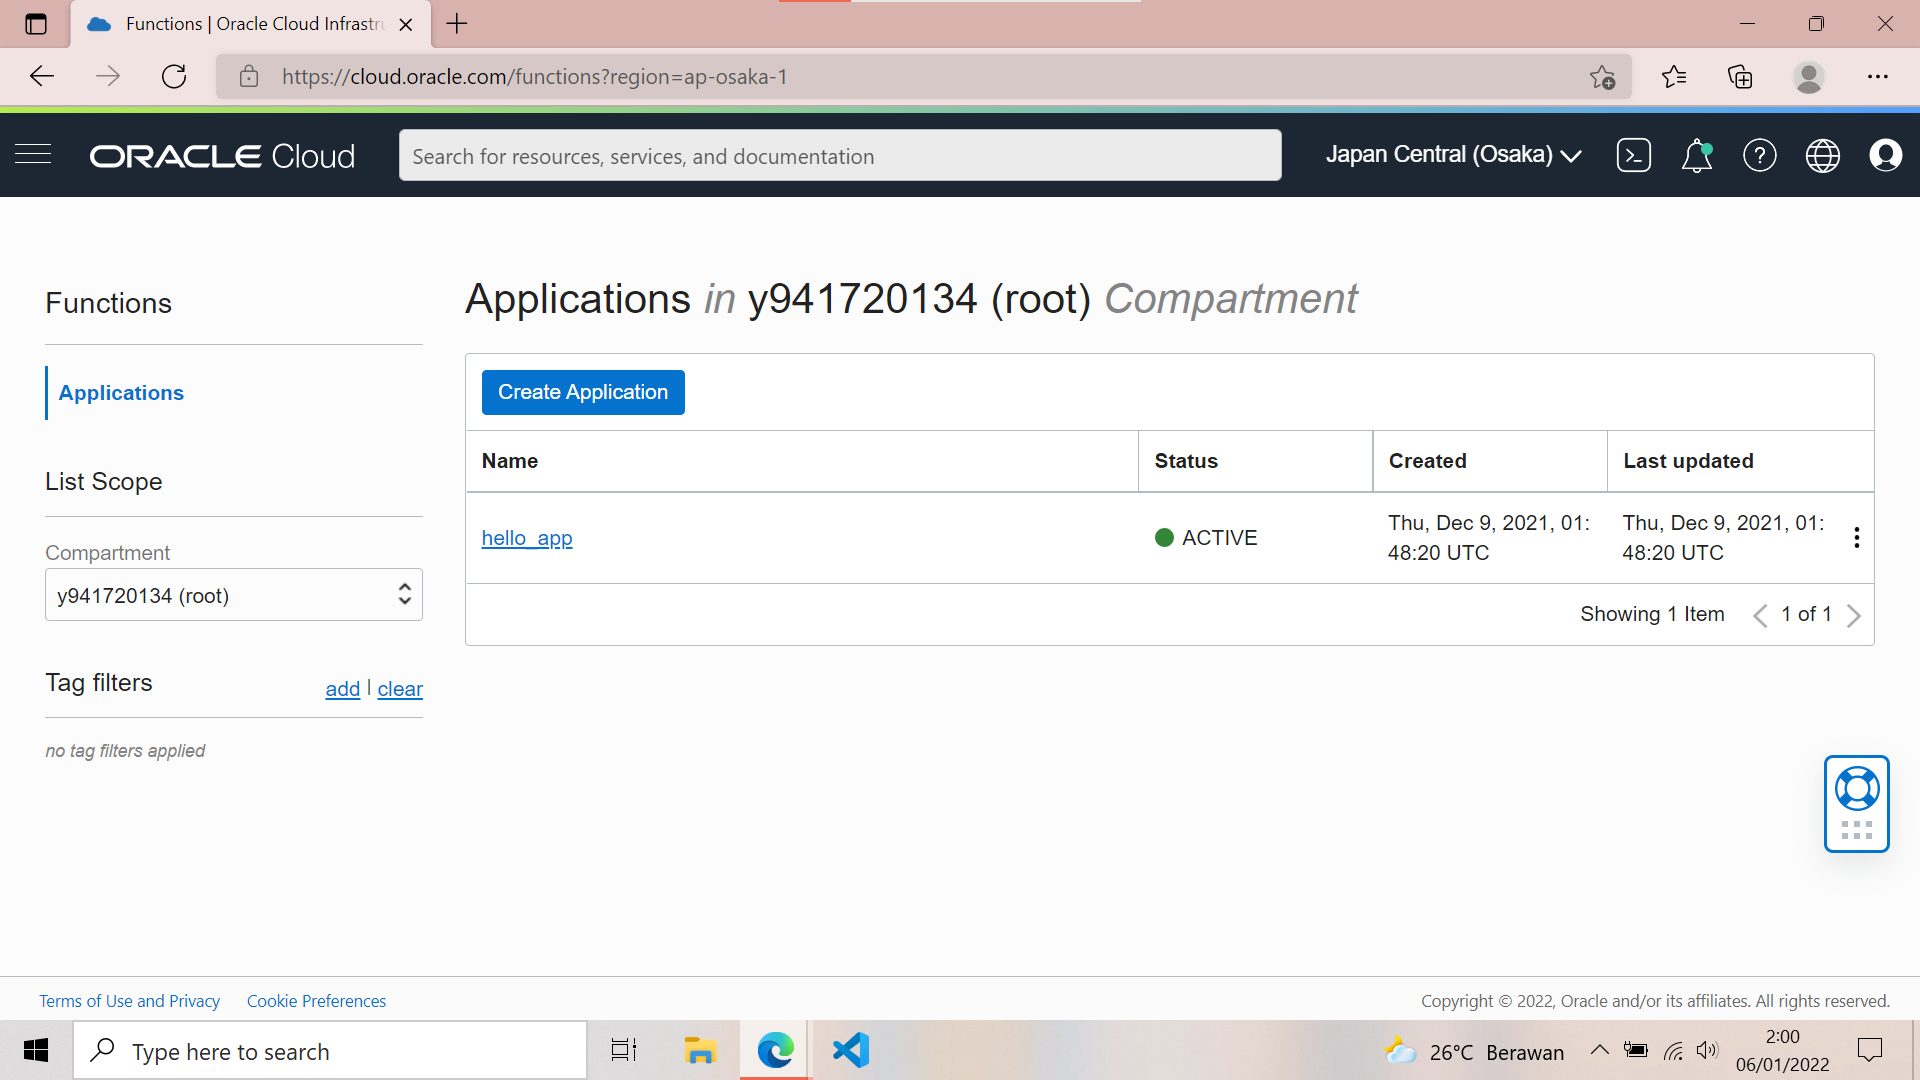 Functions | Oracle Cloud Infrastru
https://cloud.oracle.com/functions?region=ap-osaka-1
ORACLE Cloud
Search for resources, services, and documentation
Japan Central (Osaka)
Functions
Applications
List Scope
Compartment
y941720134 (root)
Tag filters
add | clear
no tag filters applied
Applications in y941720134 (root) Compartment
Create Application
Name Status Created Last updated
hello_app ACTIVE Thu, Dec 9, 2021, 01: Thu, Dec 9, 2021, 01:
48:20 UTC 48:20 UTC
Showing 1 Item 1 of 1
Terms of Use and Privacy Cookie Preferences
Copyright © 2022, Oracle and/or its affiliates. All rights reserved.
Type here to search
26°C Berawan
2:00
06/01/2022